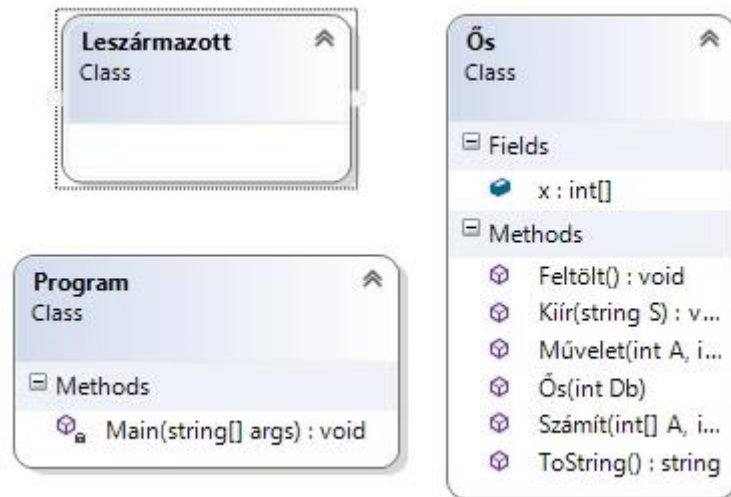 Leszármazott
Class
Program
Class
Methods
Main(string[] args) : void
Ős
Class
Fields
x : int[]
Methods
Feltölt() : void
Kiír(string S) : v...
Művelet(int A, i...
Ős(int Db)
Számít(int[] A, i...
ToString() : string